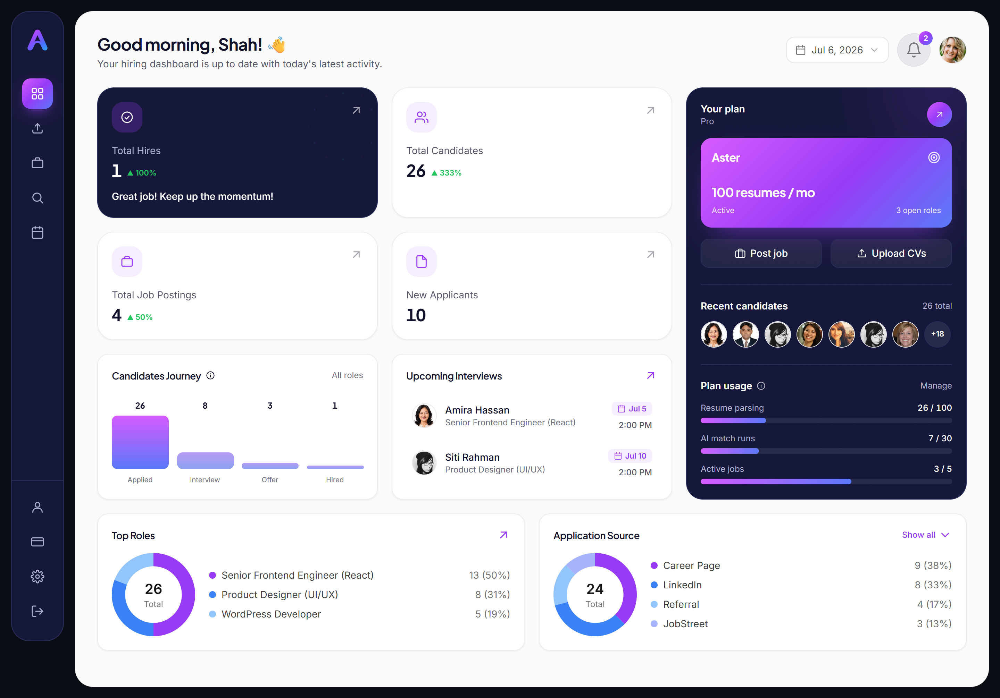 Good morning, Shah! 👋
Your hiring dashboard is up to date with today's latest activity.
Jul 6, 2026
2
Total Hires
1 ▲ 100%
Great job! Keep up the momentum!
Total Candidates
26 ▲ 333%
Total Job Postings
4 ▲ 50%
New Applicants
10
Your plan
Pro
Aster
100 resumes / mo
Active
3 open roles
Post job
Upload CVs
Recent candidates
26 total
+18
Plan usage
Manage
Resume parsing
26 / 100
AI match runs
7 / 30
Active jobs
3 / 5
Candidates Journey
All roles
26 8 3 1
Applied Interview Offer Hired
Upcoming Interviews
Amira Hassan
Senior Frontend Engineer (React)
Jul 5
2:00 PM
Siti Rahman
Product Designer (UI/UX)
Jul 10
2:00 PM
Top Roles
26
Total
Senior Frontend Engineer (React) 13 (50%)
Product Designer (UI/UX) 8 (31%)
WordPress Developer 5 (19%)
Application Source
Show all
24
Total
Career Page 9 (38%)
LinkedIn 8 (33%)
Referral 4 (17%)
JobStreet 3 (13%)